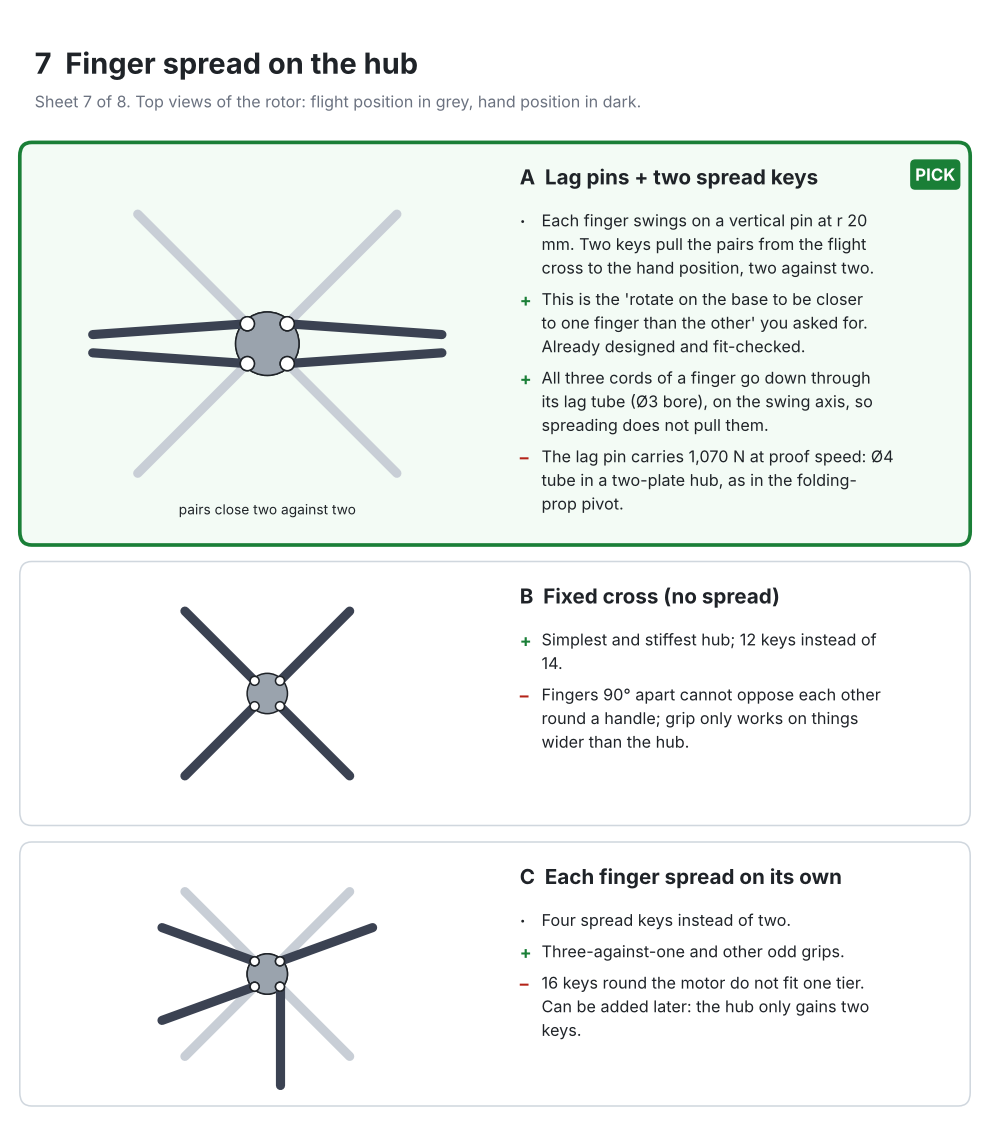 7 Finger spread on the hub
Sheet 7 of 8. Top views of the rotor: flight position in grey, hand position in dark.
A Lag pins + two spread keys
PICK
· Each finger swings on a vertical pin at r 20
mm. Two keys pull the pairs from the flight
cross to the hand position, two against two.
+ This is the 'rotate on the base to be closer
to one finger than the other' you asked for.
Already designed and fit-checked.
+ All three cords of a finger go down through
its lag tube (Ø3 bore), on the swing axis, so
spreading does not pull them.
– The lag pin carries 1,070 N at proof speed: Ø4
tube in a two-plate hub, as in the folding-
prop pivot.
pairs close two against two
B Fixed cross (no spread)
+ Simplest and stiffest hub; 12 keys instead of
14.
– Fingers 90° apart cannot oppose each other
round a handle; grip only works on things
wider than the hub.
C Each finger spread on its own
· Four spread keys instead of two.
+ Three-against-one and other odd grips.
– 16 keys round the motor do not fit one tier.
Can be added later: the hub only gains two
keys.